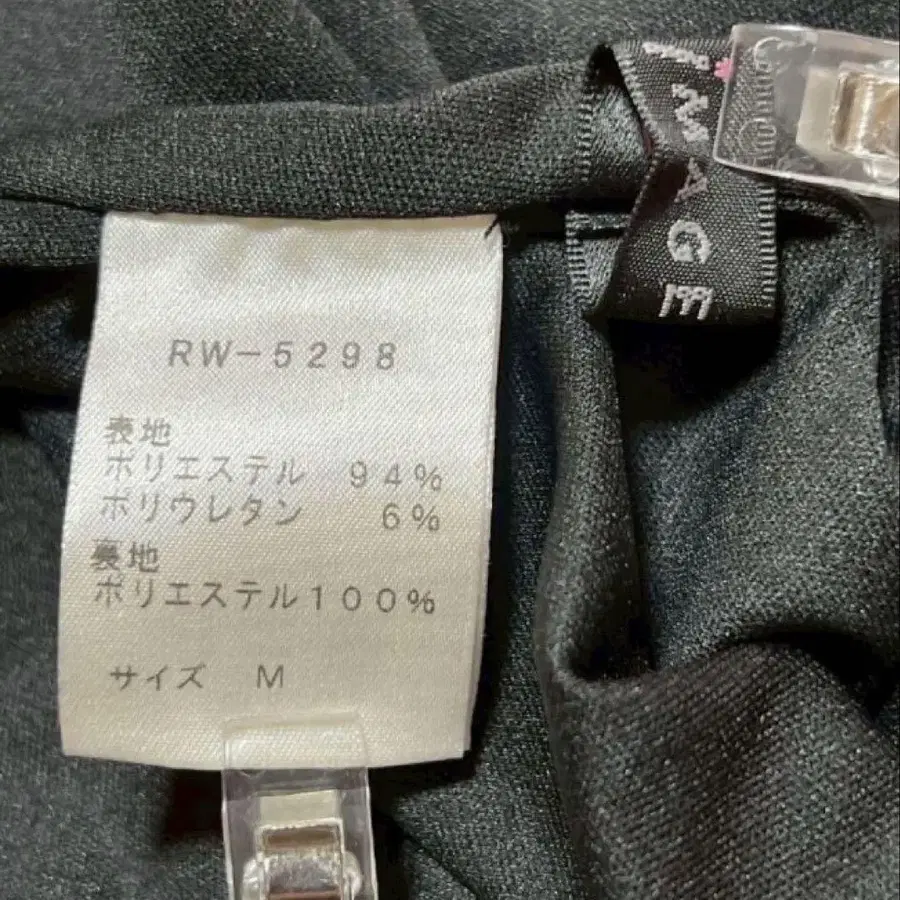 RW-5298
表地
ポリエステル 94%
ポリウレタン 6%
裏地
ポリエステル100%
サイズ M